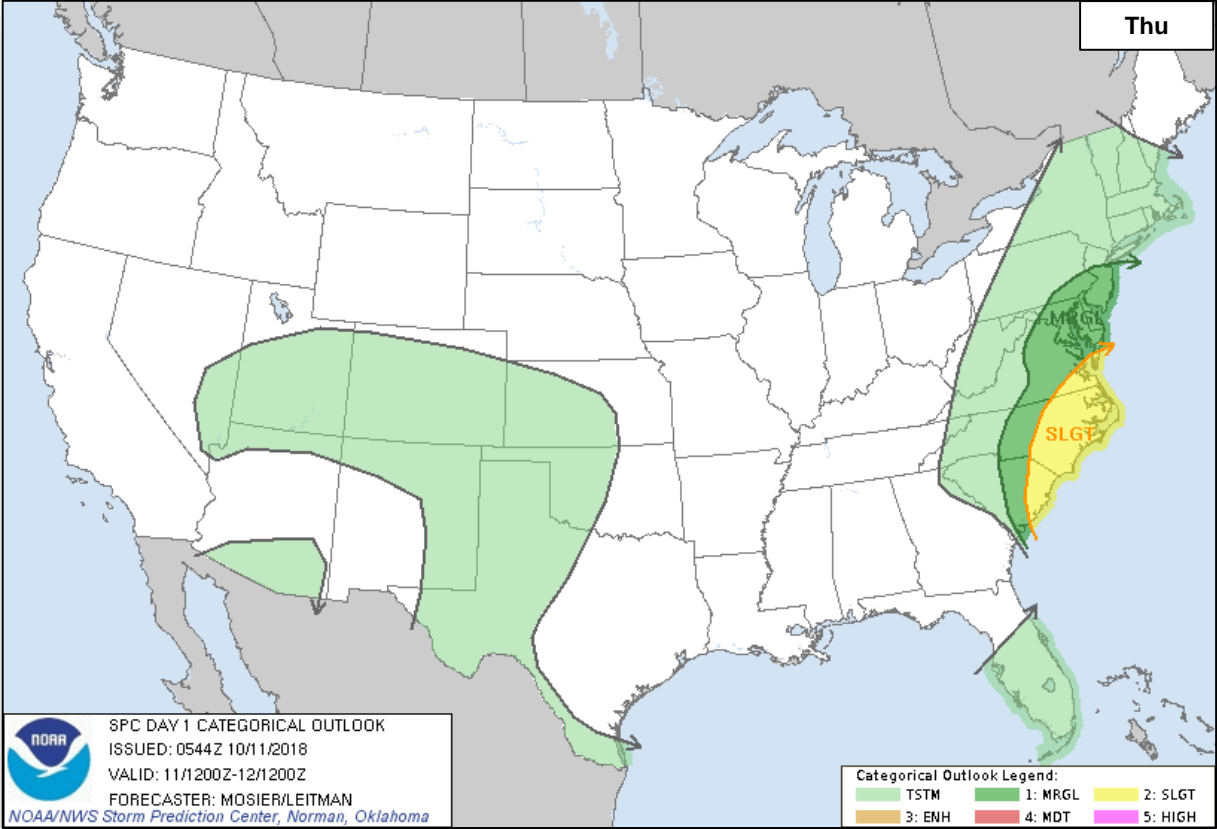 Thu
MRGL
SLGT
NOAA
SPC DAY 1 CATEGORICAL OUTLOOK
ISSUED: 0544Z 10/11/2018
VALID: 11/1200Z-12/1200Z
FORECASTER: MOSIER/LEITMAN
NOAA/NWS Storm Prediction Center, Norman, Oklahoma
Categorical Outlook Legend:
TSTM 1: MRGL 2: SLGT
3: ENH 4: MDT 5: HIGH